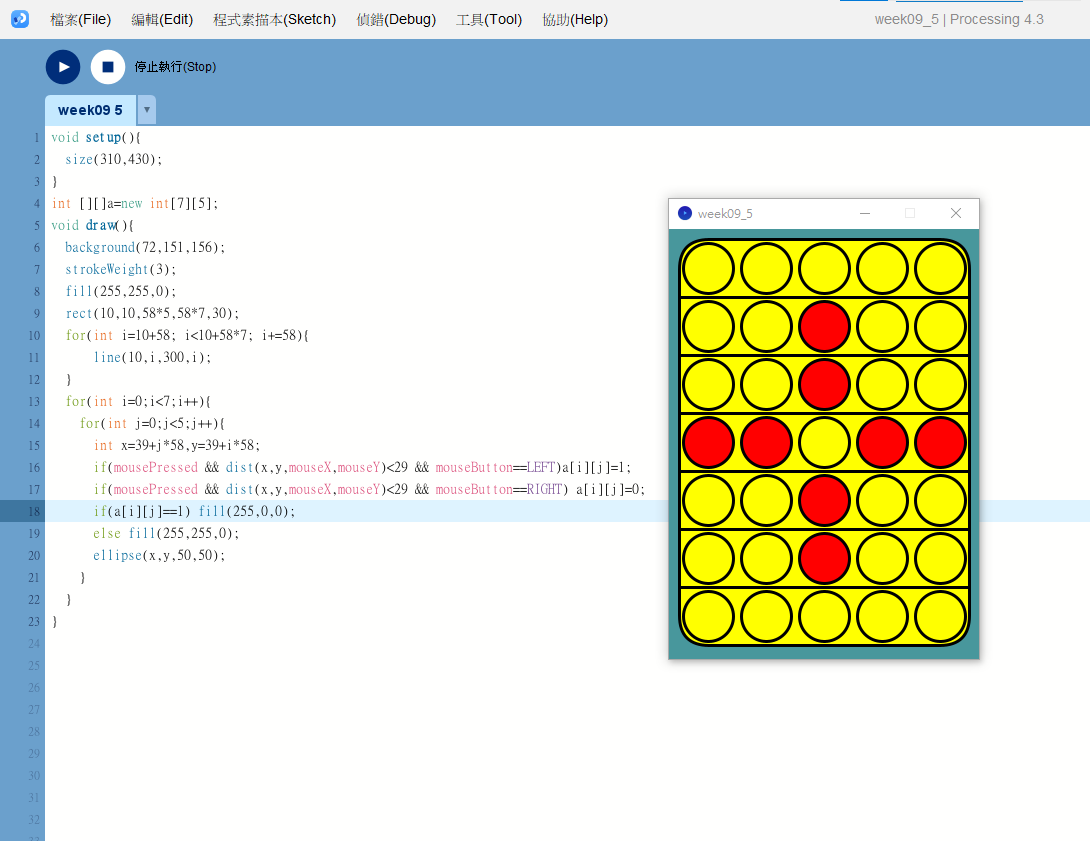 檔案(File) 編輯(Edit) 程式素描本(Sketch) 偵錯(Debug) 工具(Tool) 協助(Help) week09_5 | Processing 4.3
停止執行(Stop)
week09 5 ▾
1 void setup(){
2 size(310,430);
3 }
4 int [][]a=new int[7][5];
5 void draw(){
6 background(72,151,156);
7 strokeWeight(3);
8 fill(255,255,0);
9 rect(10,10,58*5,58*7,30);
10 for(int i=10+58; i<10+58*7; i+=58){
11 line(10,i,300,i);
12 }
13 for(int i=0;i<7;i++){
14 for(int j=0;j<5;j++){
15 int x=39+j*58,y=39+i*58;
16 if(mousePressed && dist(x,y,mouseX,mouseY)<29 && mouseButton==LEFT)a[i][j]=1;
17 if(mousePressed && dist(x,y,mouseX,mouseY)<29 && mouseButton==RIGHT) a[i][j]=0;
18 if(a[i][j]==1) fill(255,0,0);
19 else fill(255,255,0);
20 ellipse(x,y,50,50);
21 }
22 }
23 }
24
25
26
27
28
29
30
31
32
week09_5